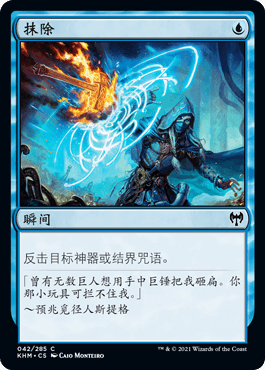 抹除
瞬间
反击目标神器或结界咒语。
「曾有无数巨人想用手中巨锤把我砸扁。你
那小玩具可拦不住我。」
～预兆觅径人斯提格
042/285 C
KHM • CS Caio Monteiro
™ & © 2021 Wizards of the Coast